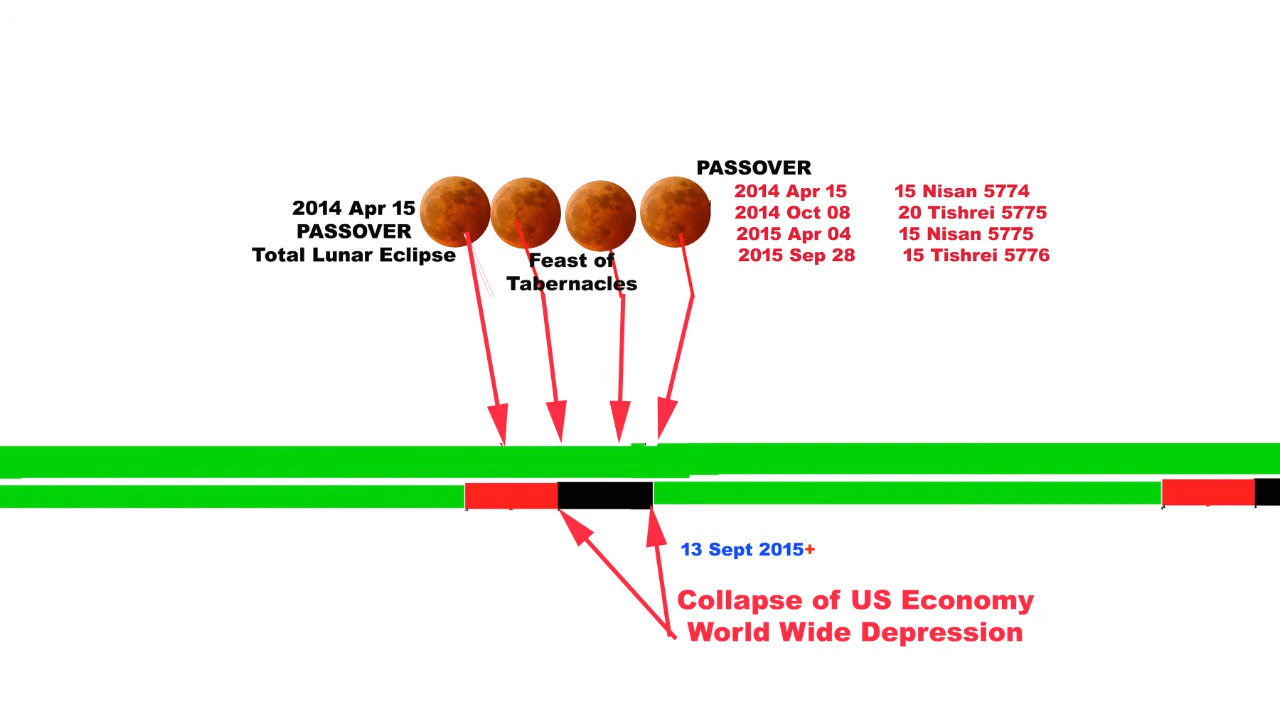 PASSOVER
2014 Apr 15 15 Nisan 5774
2014 Oct 08 20 Tishrei 5775
2015 Apr 04 15 Nisan 5775
2015 Sep 28 15 Tishrei 5776
2014 Apr 15
PASSOVER
Total Lunar Eclipse
Feast of
Tabernacles
13 Sept 2015+
Collapse of US Economy
World Wide Depression